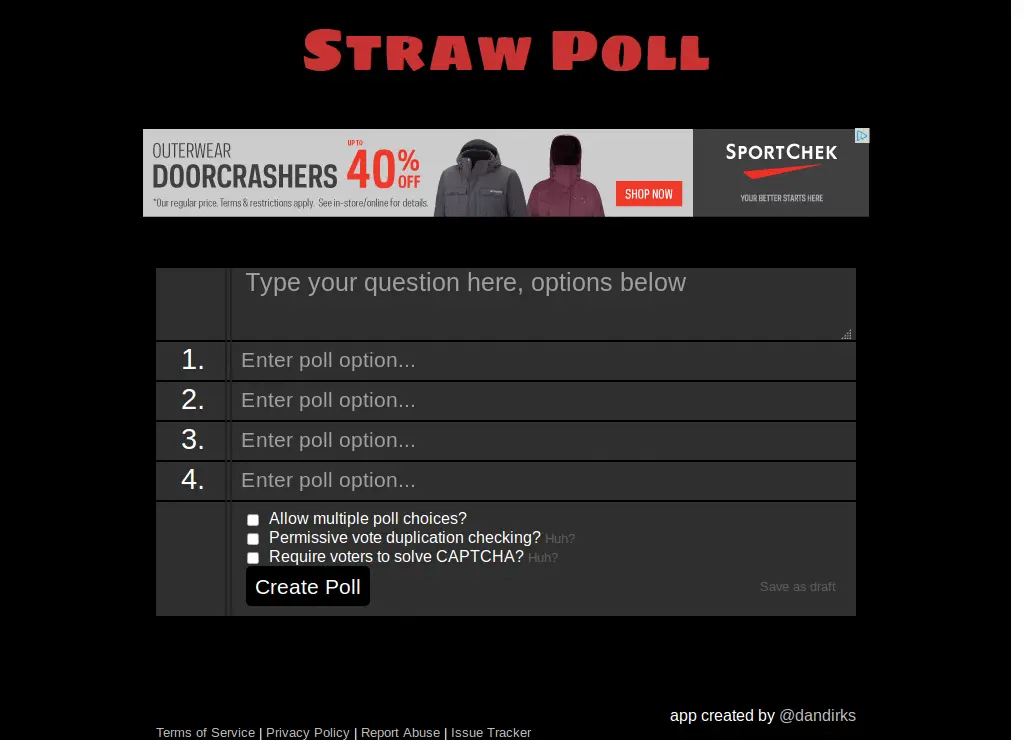 Straw Poll
OUTERWEAR
DOORCRASHERS
UP TO
40% OFF
*Our regular price. Terms & restrictions apply. See in-store/online for details.
SHOP NOW
SPORTCHEK
YOUR BETTER STARTS HERE
Type your question here, options below
1. Enter poll option...
2. Enter poll option...
3. Enter poll option...
4. Enter poll option...
Allow multiple poll choices?
Permissive vote duplication checking? Huh?
Require voters to solve CAPTCHA? Huh?
Create Poll
Save as draft
app created by @dandirks
Terms of Service | Privacy Policy | Report Abuse | Issue Tracker